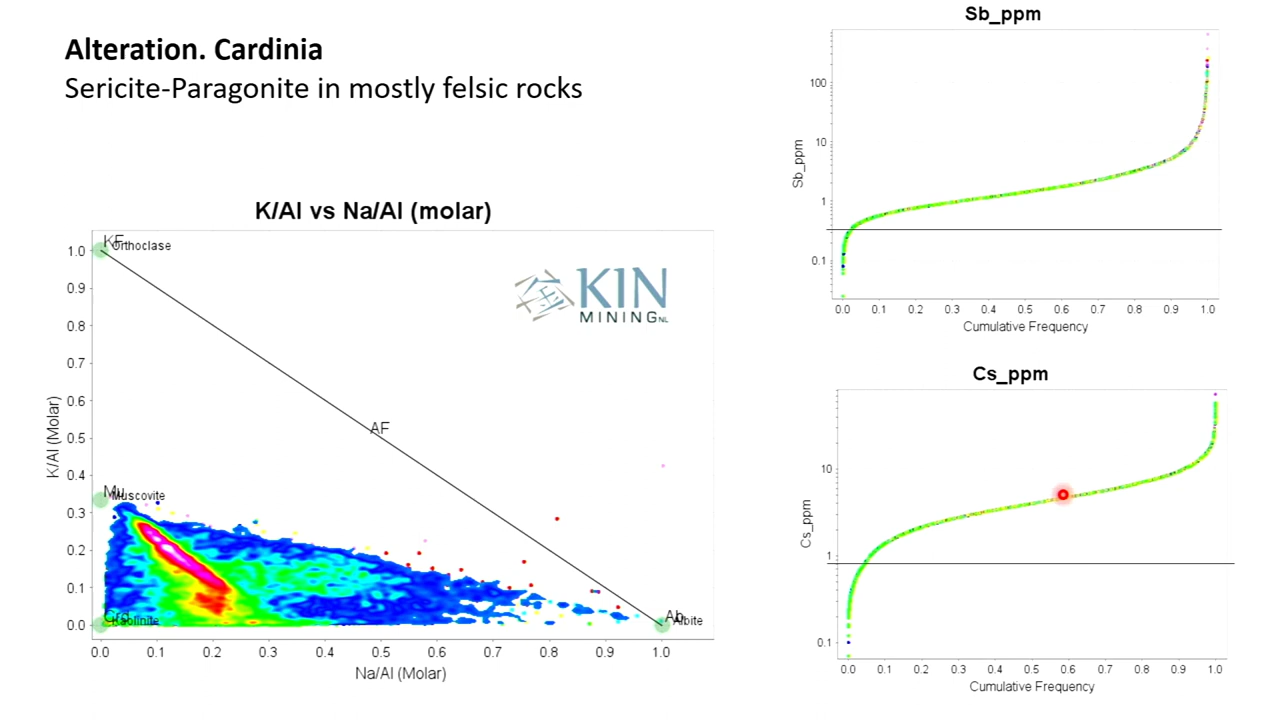 Alteration. Cardinia
Sericite-Paragonite in mostly felsic rocks
K/Al vs Na/Al (molar)
KF
Orthoclase
KIN
MINING NL
AF
Mu
Muscovite
Kaolinite
Ab
Albite
1.0
0.9
0.8
0.7
0.6
0.5
0.4
0.3
0.2
0.1
0.0
K/Al (Molar)
0.0 0.1 0.2 0.3 0.4 0.5 0.6 0.7 0.8 0.9 1.0
Na/Al (Molar)
Sb_ppm
Sb_ppm
100
10
1
0.1
0.0 0.1 0.2 0.3 0.4 0.5 0.6 0.7 0.8 0.9 1.0
Cumulative Frequency
Cs_ppm
Cs_ppm
10
1
0.1
0.0 0.1 0.2 0.3 0.4 0.5 0.6 0.7 0.8 0.9 1.0
Cumulative Frequency